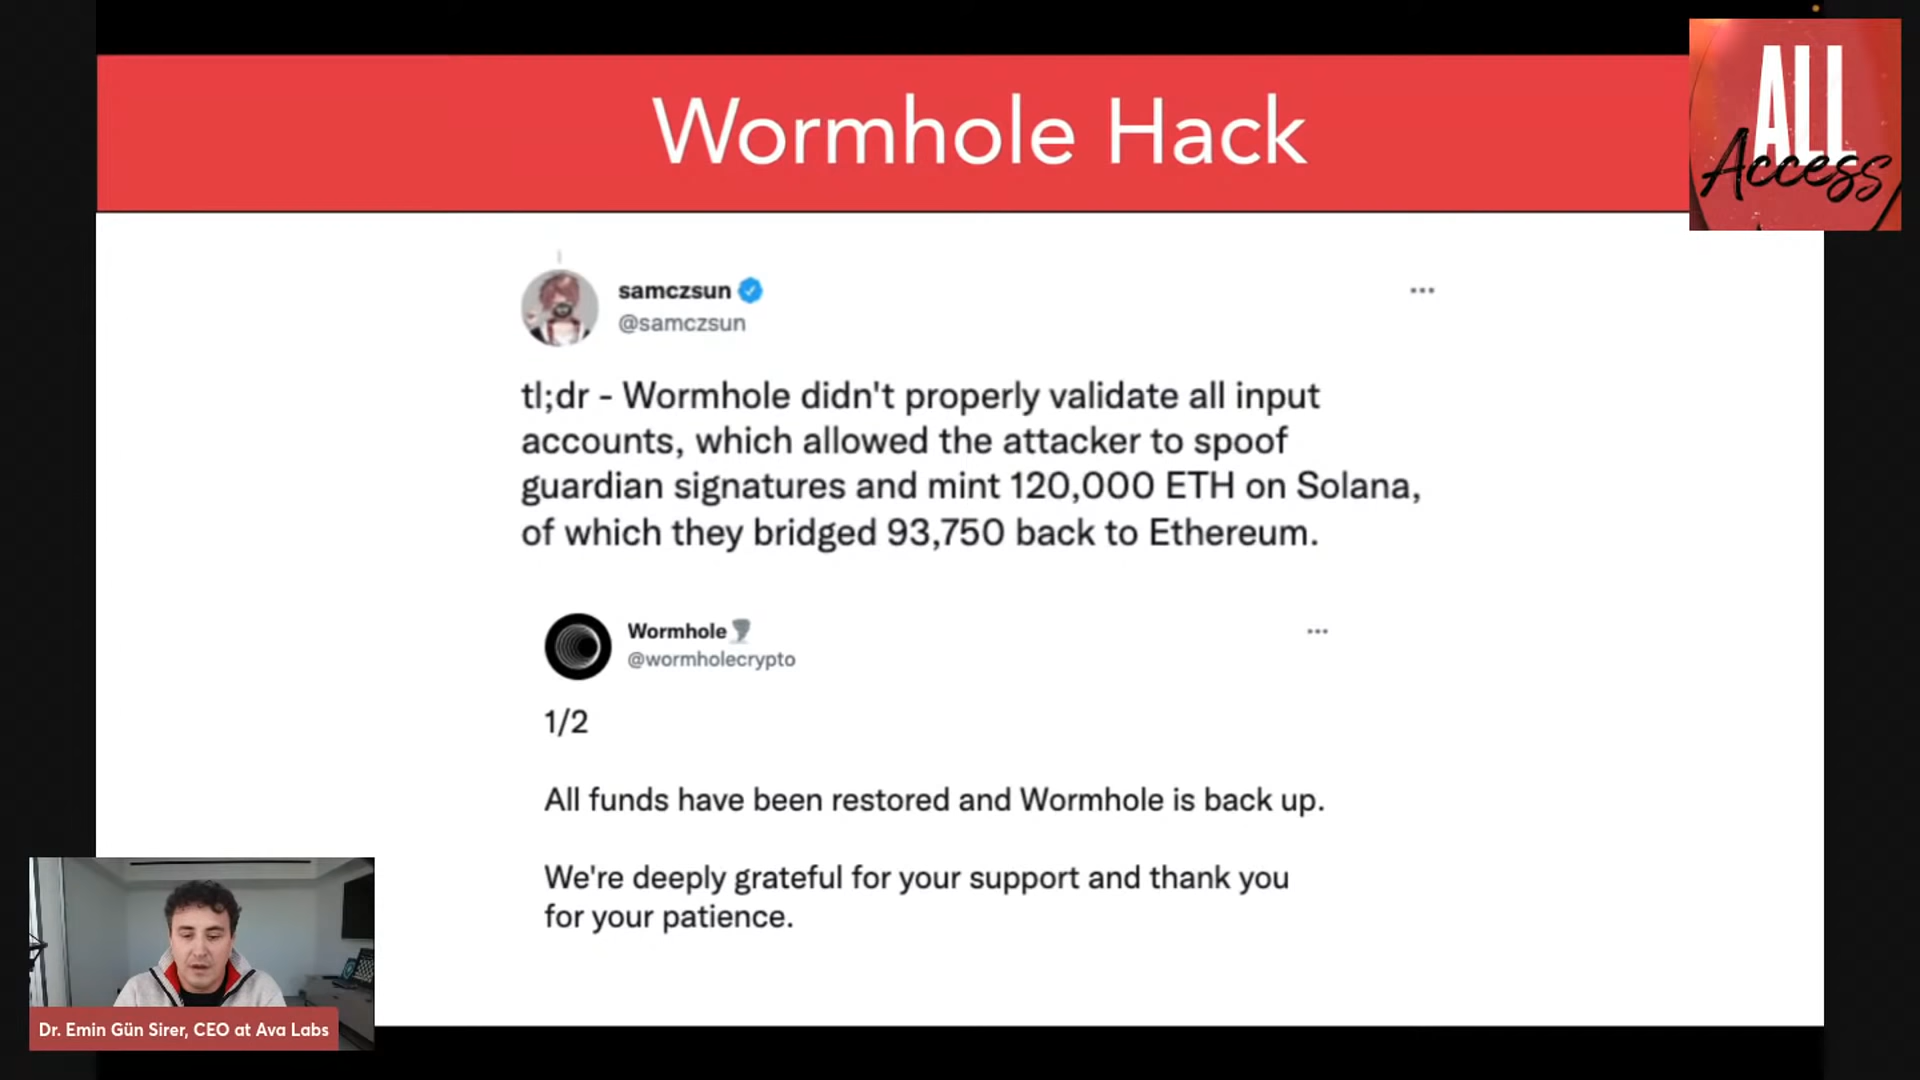 Wormhole Hack
ALL
Access
samczsun
@samczsun
tl;dr - Wormhole didn't properly validate all input
accounts, which allowed the attacker to spoof
guardian signatures and mint 120,000 ETH on Solana,
of which they bridged 93,750 back to Ethereum.
Wormhole🌪
@wormholecrypto
1/2
All funds have been restored and Wormhole is back up.
We're deeply grateful for your support and thank you
for your patience.
Dr. Emin Gün Sirer, CEO at Ava Labs